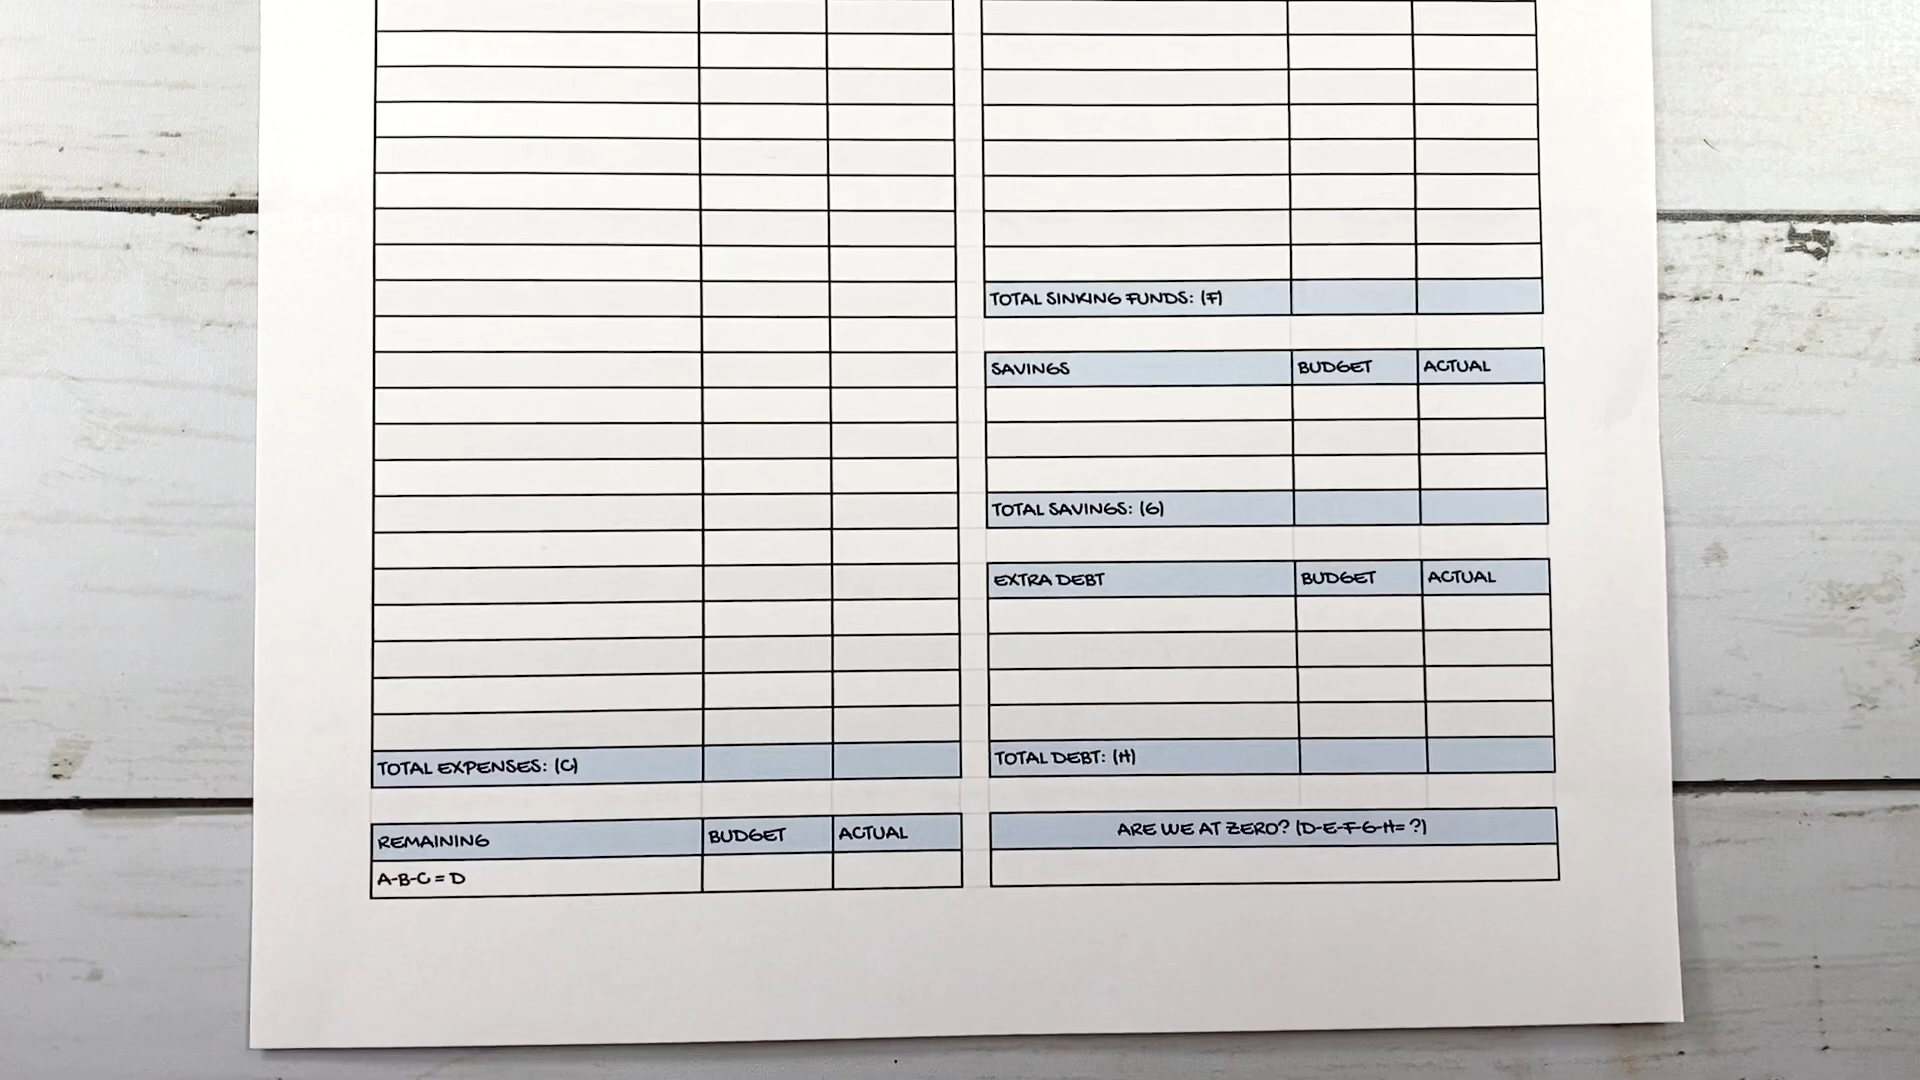 TOTAL EXPENSES: (C)
REMAINING BUDGET ACTUAL
A-B-C = D
TOTAL SINKING FUNDS: (F)
SAVINGS BUDGET ACTUAL
TOTAL SAVINGS: (G)
EXTRA DEBT BUDGET ACTUAL
TOTAL DEBT: (H)
ARE WE AT ZERO? (D-E-F-G-H= ?)